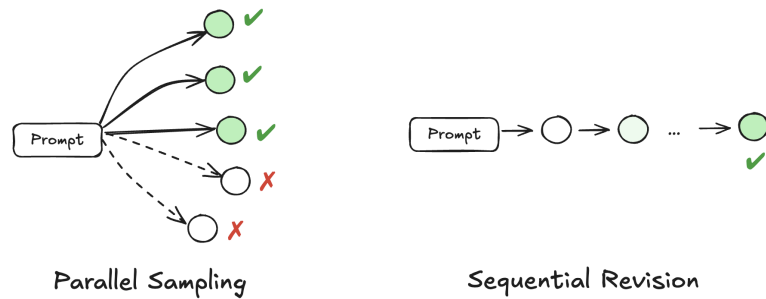 Prompt
Parallel Sampling
Prompt
...
Sequential Revision